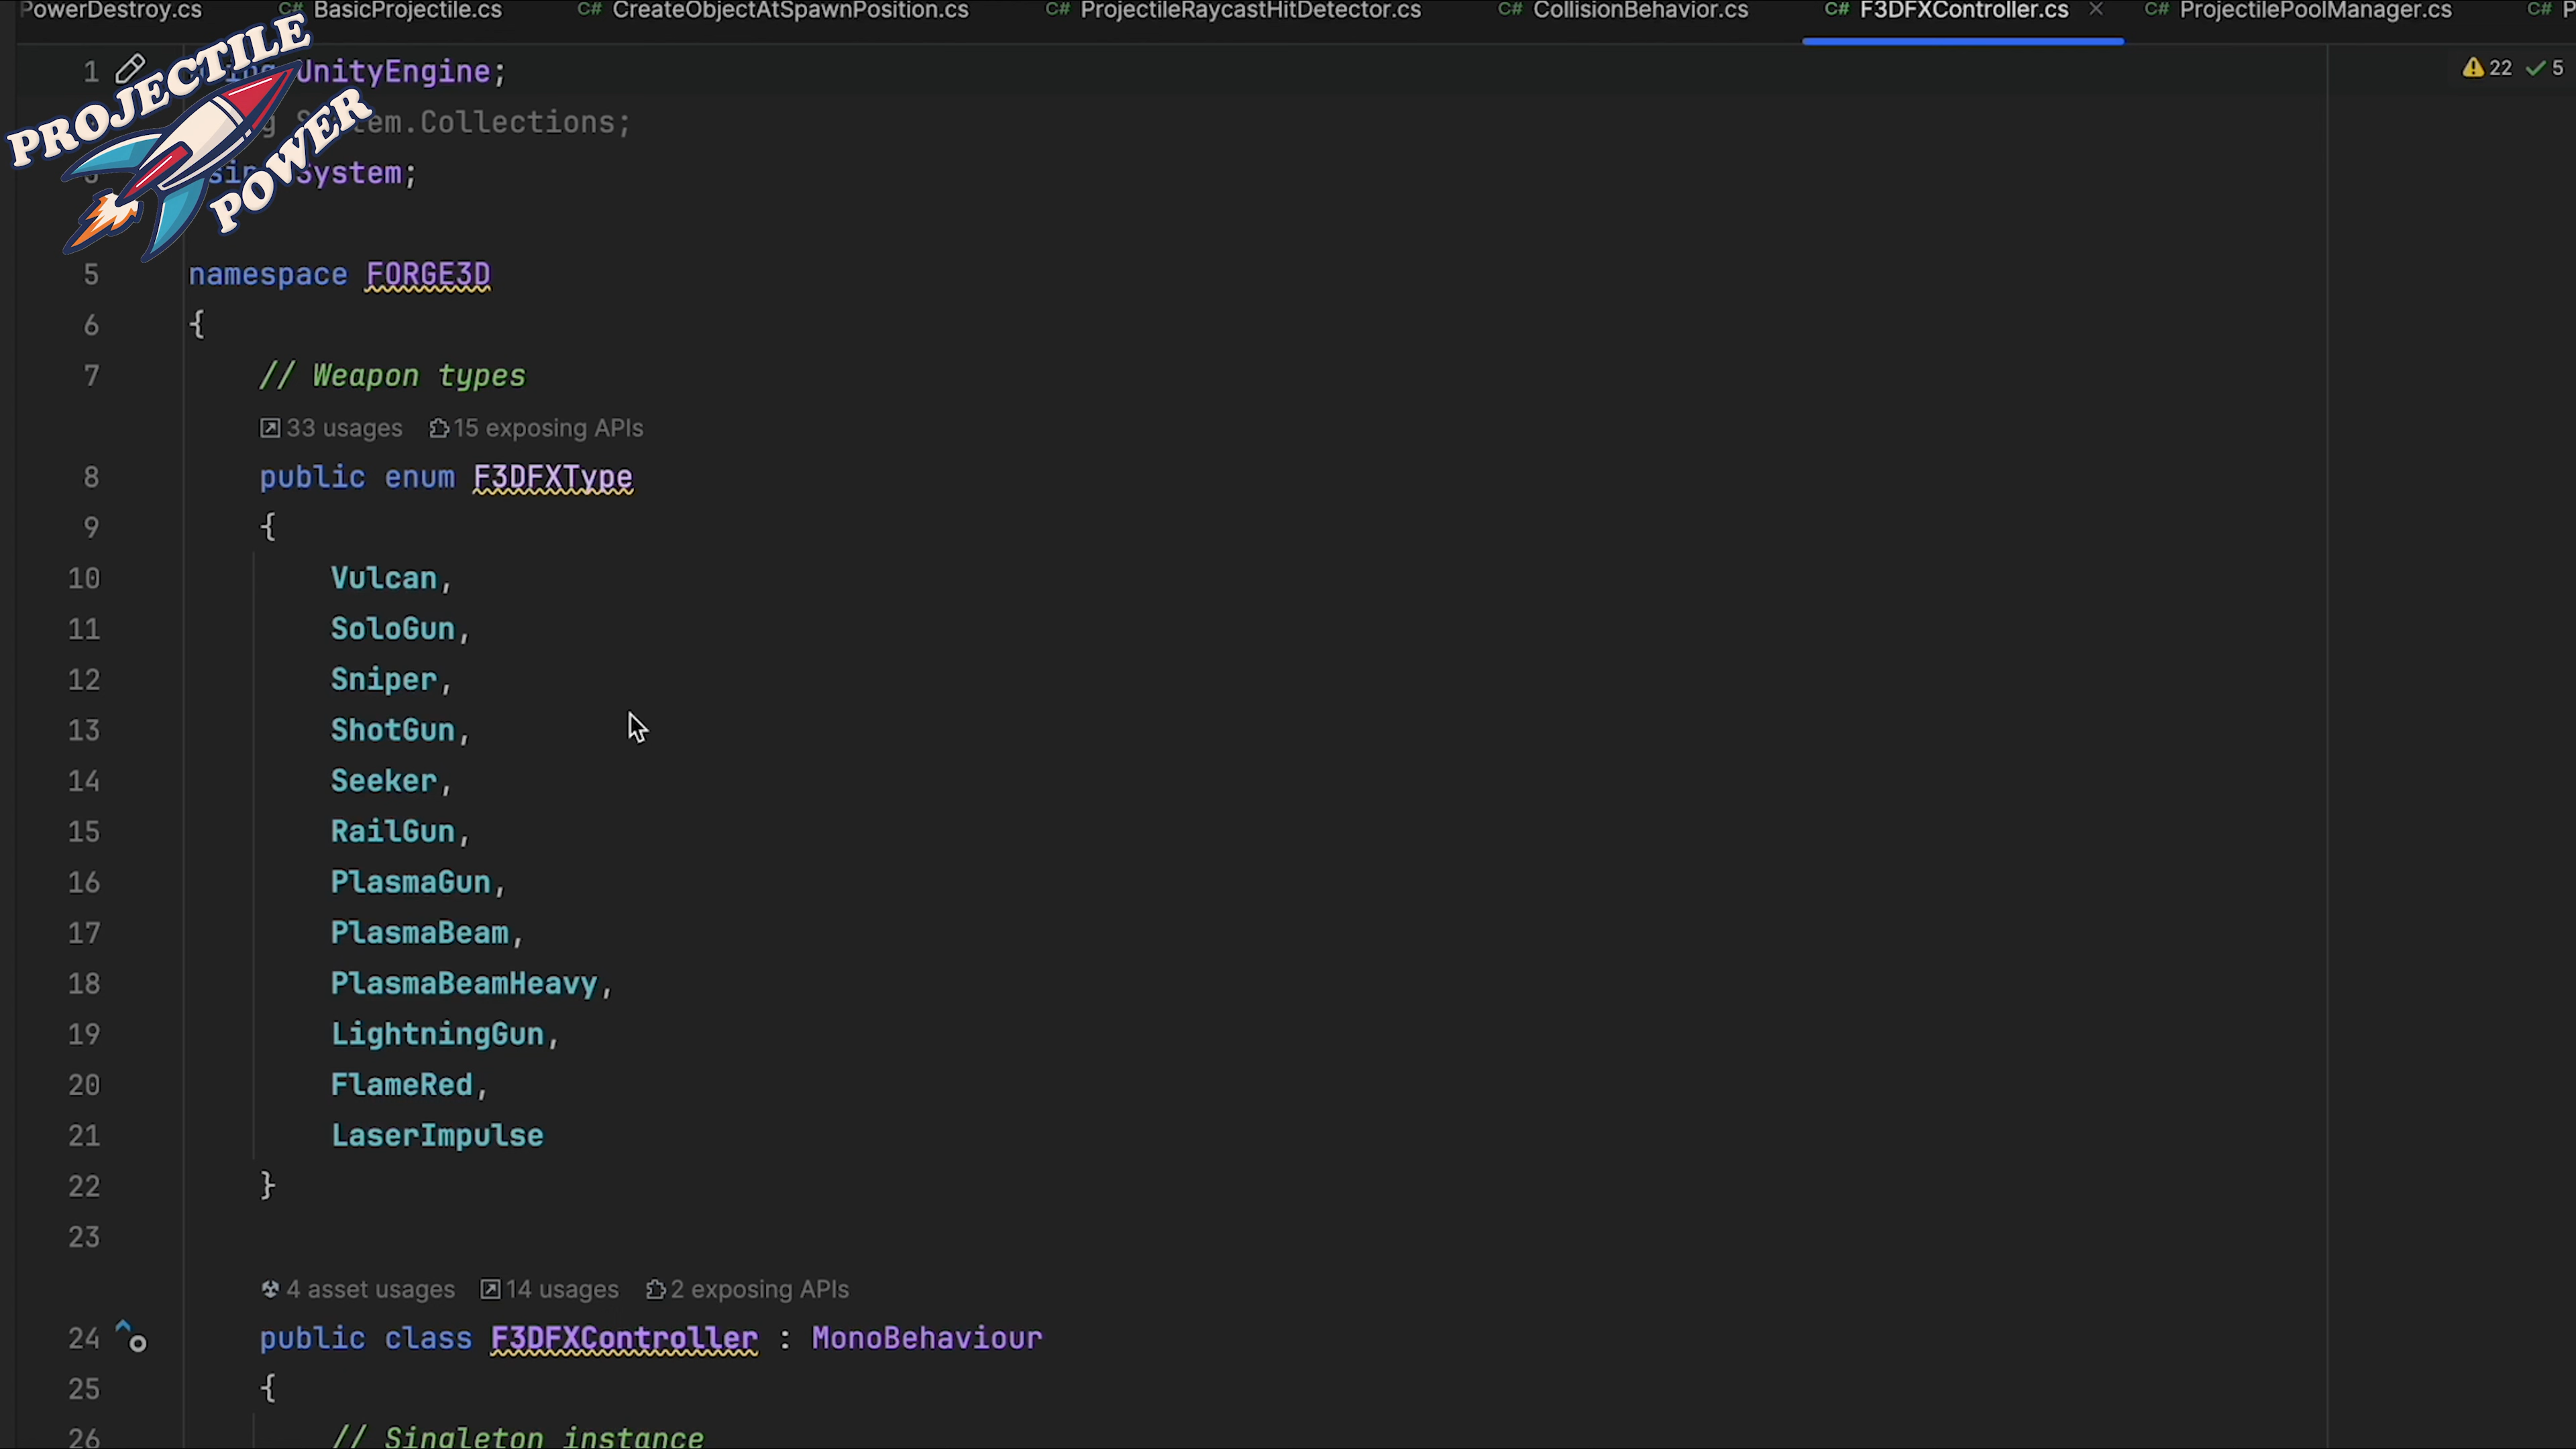 PowerDestroy.cs C# BasicProjectile.cs C# CreateObjectAtSpawnPosition.cs C# ProjectileRaycastHitDetector.cs C# CollisionBehavior.cs C# F3DFXController.cs C# ProjectilePoolManager.cs C#
PROJECTILE
POWER
22 5
1 UnityEngine;
System.Collections;
System;
5 namespace FORGE3D
6 {
7 // Weapon types
33 usages 15 exposing APIs
8 public enum F3DFXType
9 {
10 Vulcan,
11 SoloGun,
12 Sniper,
13 ShotGun,
14 Seeker,
15 RailGun,
16 PlasmaGun,
17 PlasmaBeam,
18 PlasmaBeamHeavy,
19 LightningGun,
20 FlameRed,
21 LaserImpulse
22 }
23
4 asset usages 14 usages 2 exposing APIs
24 public class F3DFXController : MonoBehaviour
25 {
26 // Singleton instance